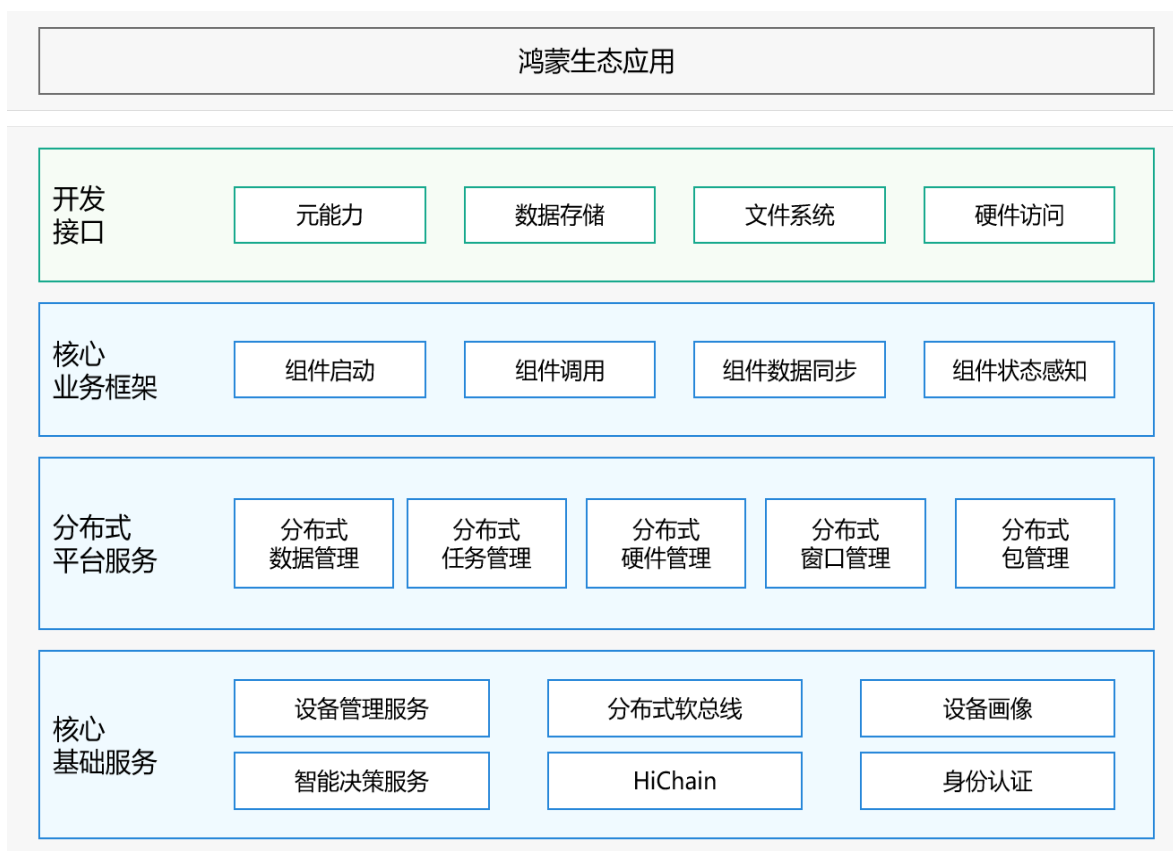 鸿蒙生态应用
开发
接口
元能力
数据存储
文件系统
硬件访问
核心
业务框架
组件启动
组件调用
组件数据同步
组件状态感知
分布式
平台服务
分布式
数据管理
分布式
任务管理
分布式
硬件管理
分布式
窗口管理
分布式
包管理
核心
基础服务
设备管理服务
分布式软总线
设备画像
智能决策服务
HiChain
身份认证